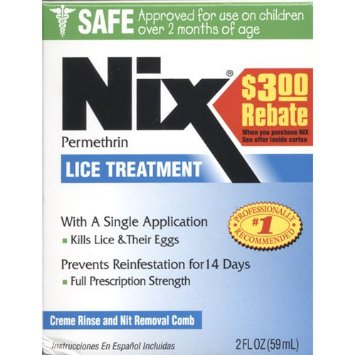 SAFE Approved for use on children
over 2 months of age
Nix®
$3.00
Rebate
When you purchase NIX
See offer inside carton
Permethrin
LICE TREATMENT
With A Single Application
▪ Kills Lice & Their Eggs
PROFESSIONALLY
#1
RECOMMENDED
Prevents Reinfestation for 14 Days
▪ Full Prescription Strength
Creme Rinse and Nit Removal Comb
Instrucciones En Español Incluidas
2 FL OZ (59 mL)